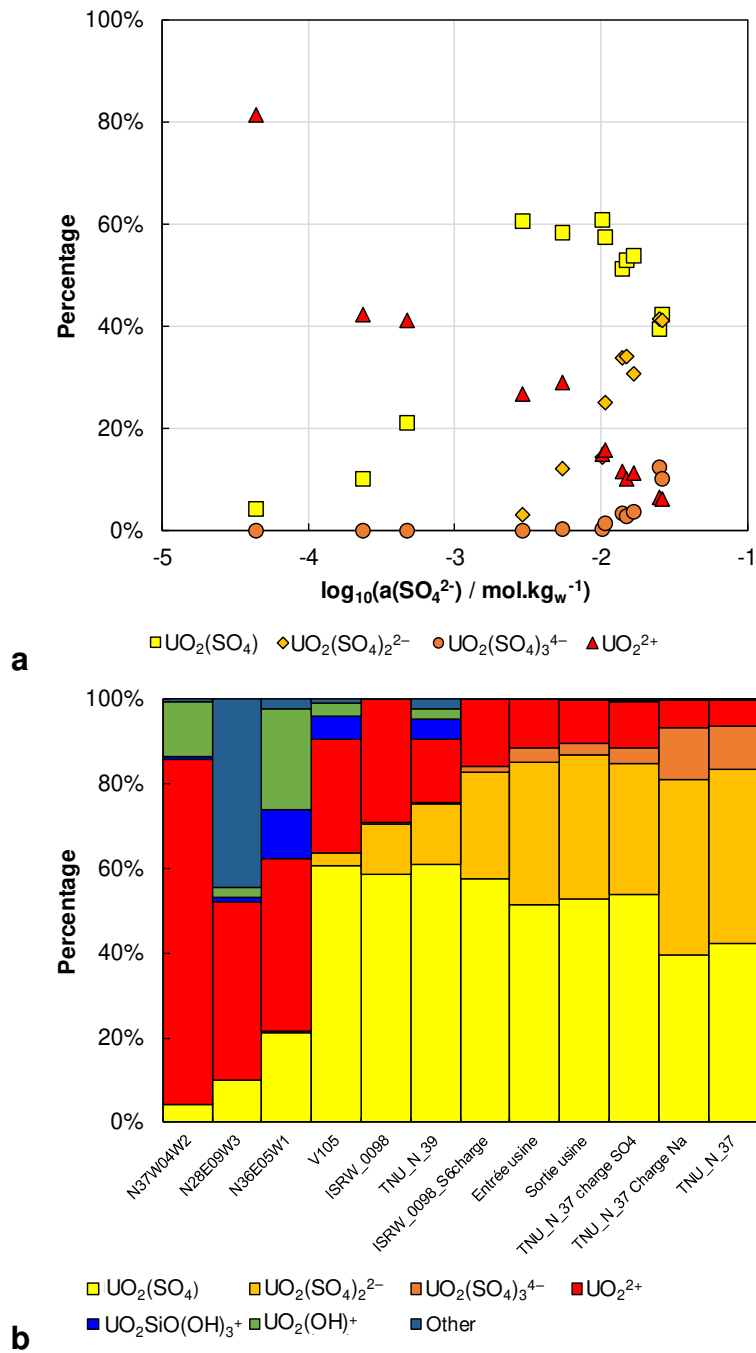 100%
80%
60%
40%
20%
0%
Percentage
-5 -4 -3 -2 -1
log₁₀(a(SO₄²⁻) / mol.kg_w⁻¹)
UO₂(SO₄) UO₂(SO₄)₂²⁻ UO₂(SO₄)₃⁴⁻ UO₂²⁺
a
100%
80%
60%
40%
20%
0%
Percentage
N37W04W2
N28E09W3
N36E05W1
V105
ISRW_0098
TNU_N_39
ISRW_0098_S6charge
Entrée usine
Sortie usine
TNU_N_37 charge SO4
TNU_N_37 Charge Na
TNU_N_37
UO₂(SO₄) UO₂(SO₄)₂²⁻ UO₂(SO₄)₃⁴⁻ UO₂²⁺
UO₂SiO(OH)₃⁺ UO₂(OH)⁺ Other
b